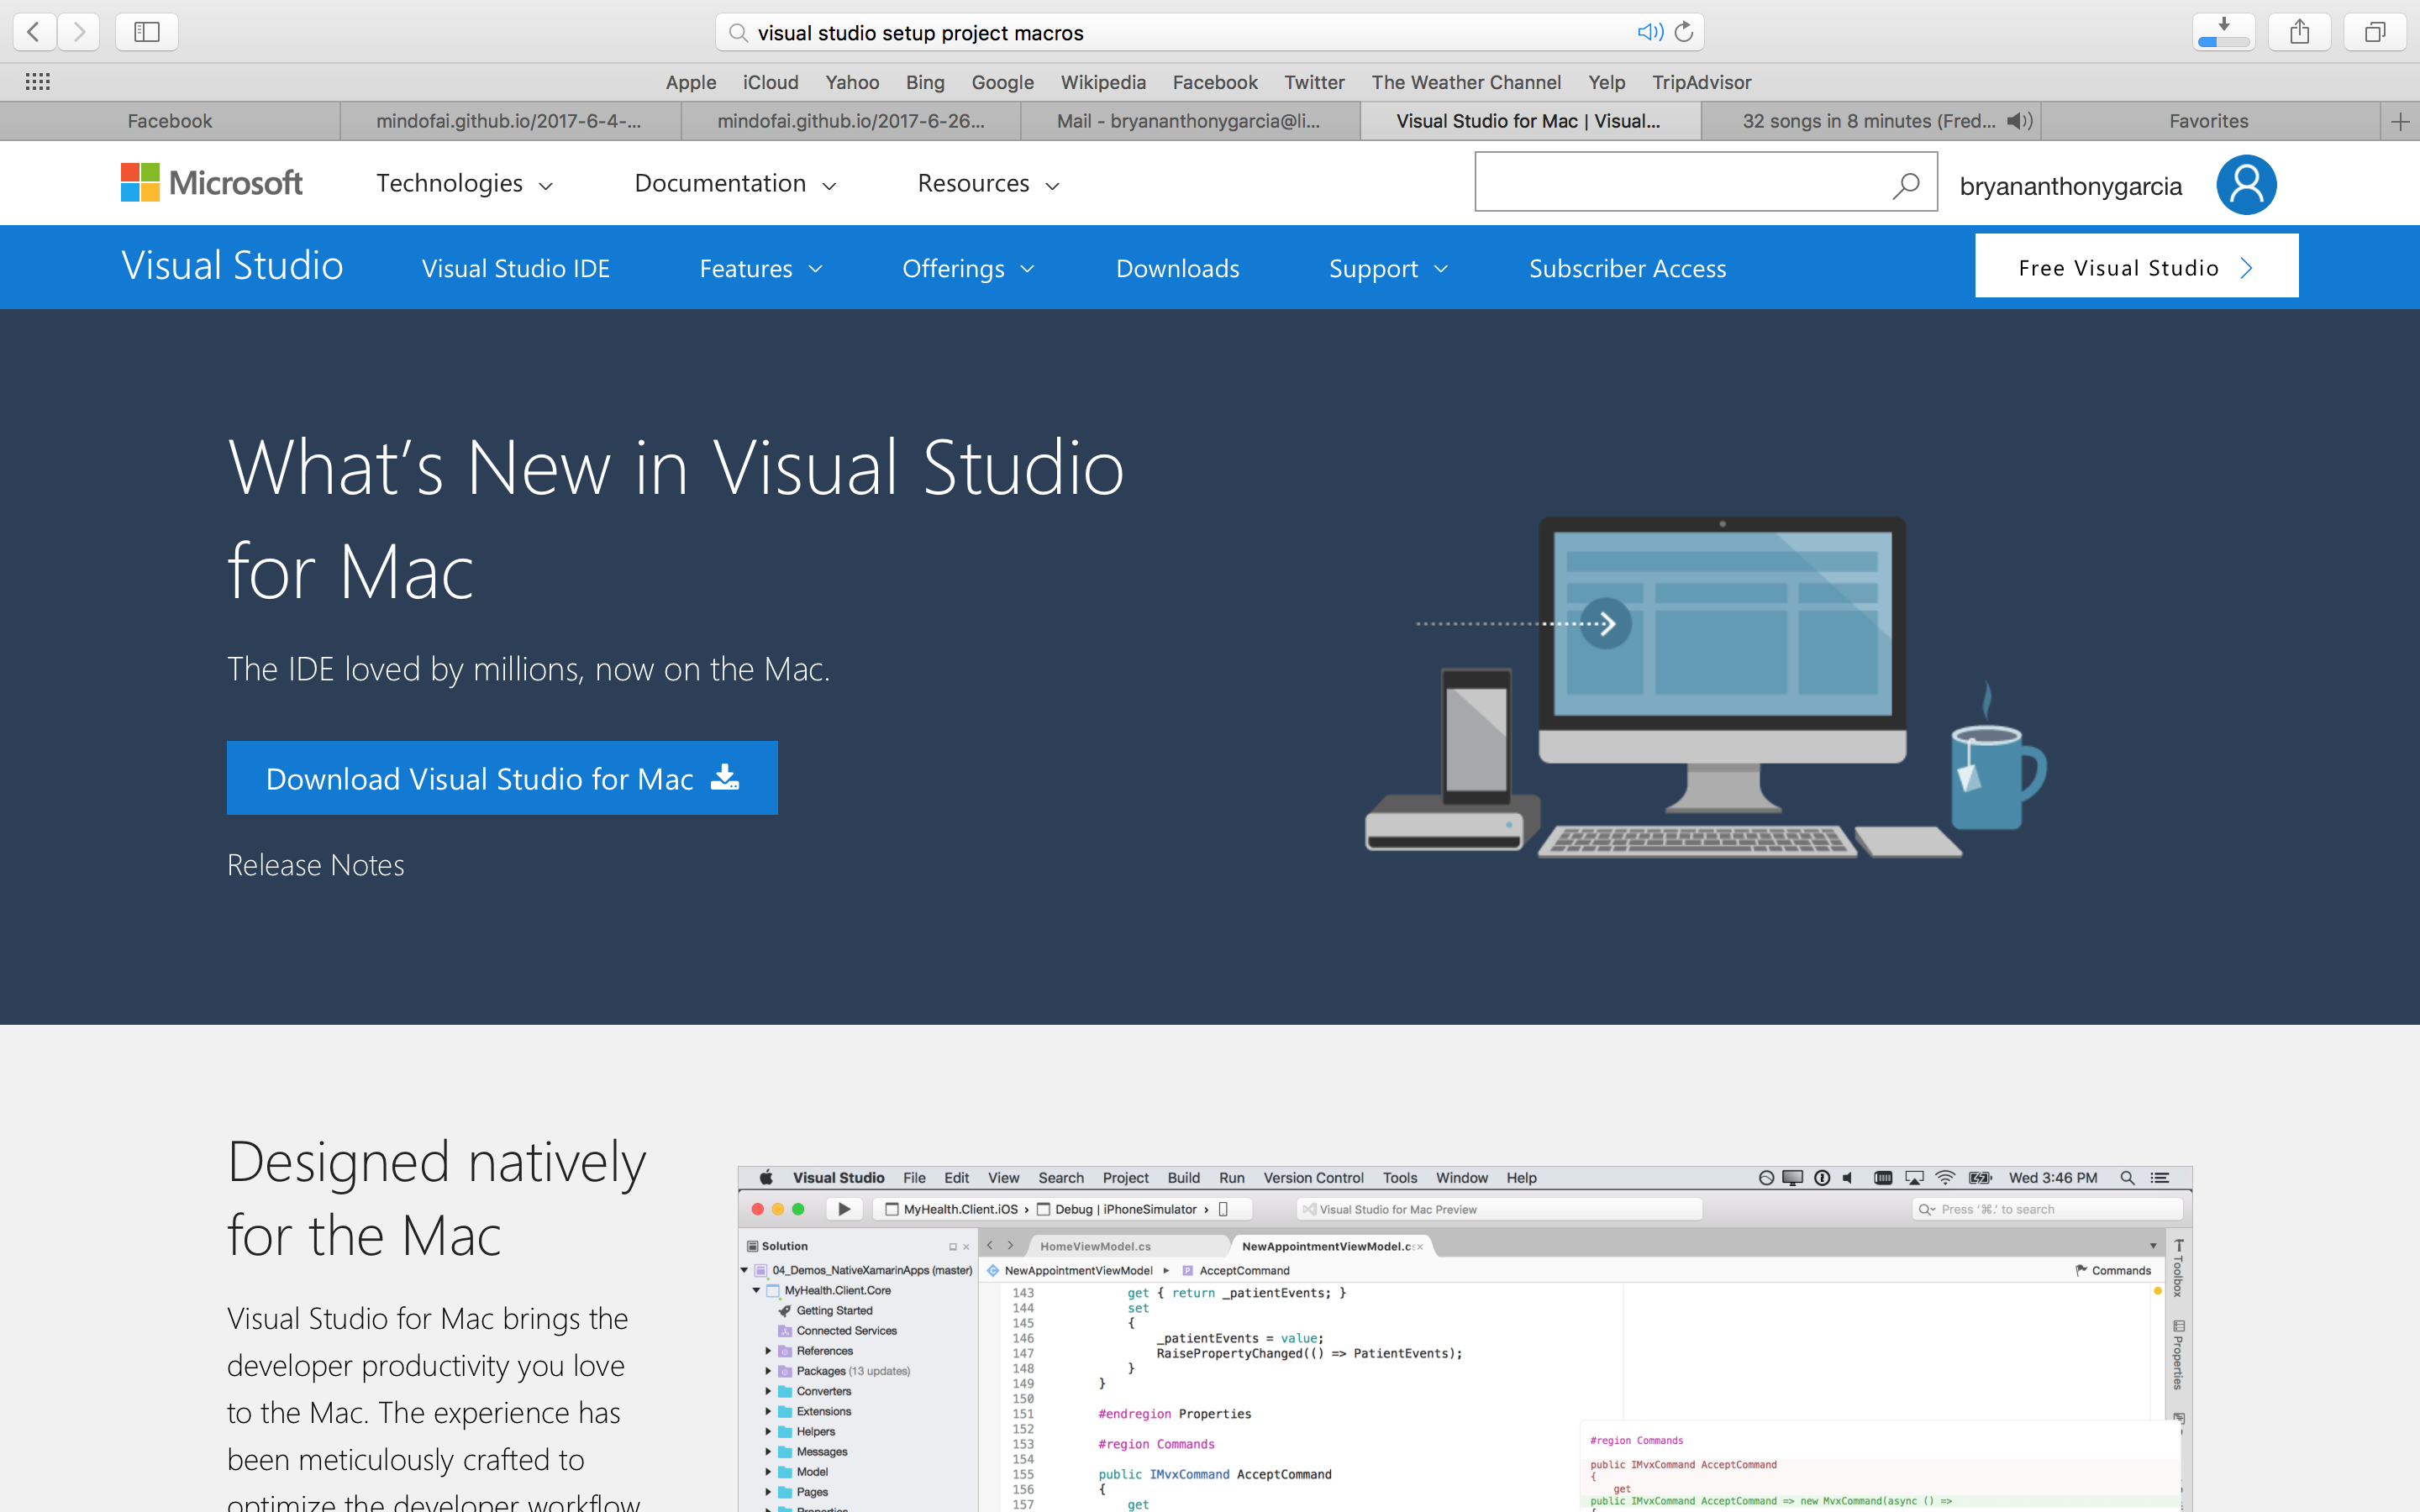 visual studio setup project macros
Apple iCloud Yahoo Bing Google Wikipedia Facebook Twitter The Weather Channel Yelp TripAdvisor
Facebook mindofai.github.io/2017-6-4-... mindofai.github.io/2017-6-26... Mail - bryananthonygarcia@li... Visual Studio for Mac | Visual... 32 songs in 8 minutes (Fred... Favorites
Microsoft Technologies Documentation Resources bryananthonygarcia
Visual Studio Visual Studio IDE Features Offerings Downloads Support Subscriber Access Free Visual Studio
What's New in Visual Studio
for Mac
The IDE loved by millions, now on the Mac.
Download Visual Studio for Mac
Release Notes
Designed natively
for the Mac
Visual Studio for Mac brings the
developer productivity you love
to the Mac. The experience has
been meticulously crafted to
optimize the developer workflow
Visual Studio File Edit View Search Project Build Run Version Control Tools Window Help Wed 3:46 PM
MyHealth.Client.iOS › Debug | iPhoneSimulator › Visual Studio for Mac Preview Press '⌘.' to search
Solution HomeViewModel.cs NewAppointmentViewModel.c
04_Demos_NativeXamarinApps (master) NewAppointmentViewModel AcceptCommand Commands
MyHealth.Client.Core
Getting Started
Connected Services
References
Packages (13 updates)
Converters
Extensions
Helpers
Messages
Model
Pages
Properties
143 get { return _patientEvents; }
144 set
145 {
146 _patientEvents = value;
147 RaisePropertyChanged(() => PatientEvents);
148 }
149 }
150
151 #endregion Properties
152
153 #region Commands
154
155 public IMvxCommand AcceptCommand
156 {
157 get
#region Commands
public IMvxCommand AcceptCommand
{
get
public IMvxCommand AcceptCommand => new MvxCommand(async () =>
{
Toolbox
Properties